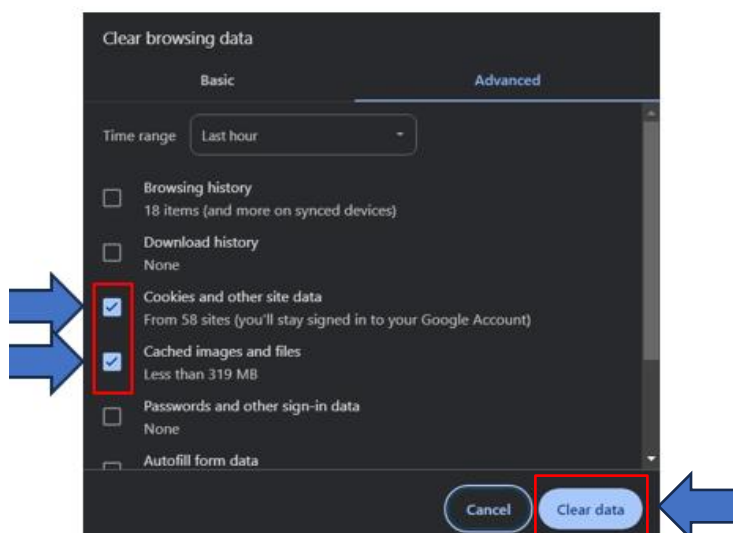 Clear browsing data
Basic Advanced
Time range Last hour
Browsing history
18 items (and more on synced devices)
Download history
None
Cookies and other site data
From 58 sites (you'll stay signed in to your Google Account)
Cached images and files
Less than 319 MB
Passwords and other sign-in data
None
Autofill form data
Cancel Clear data